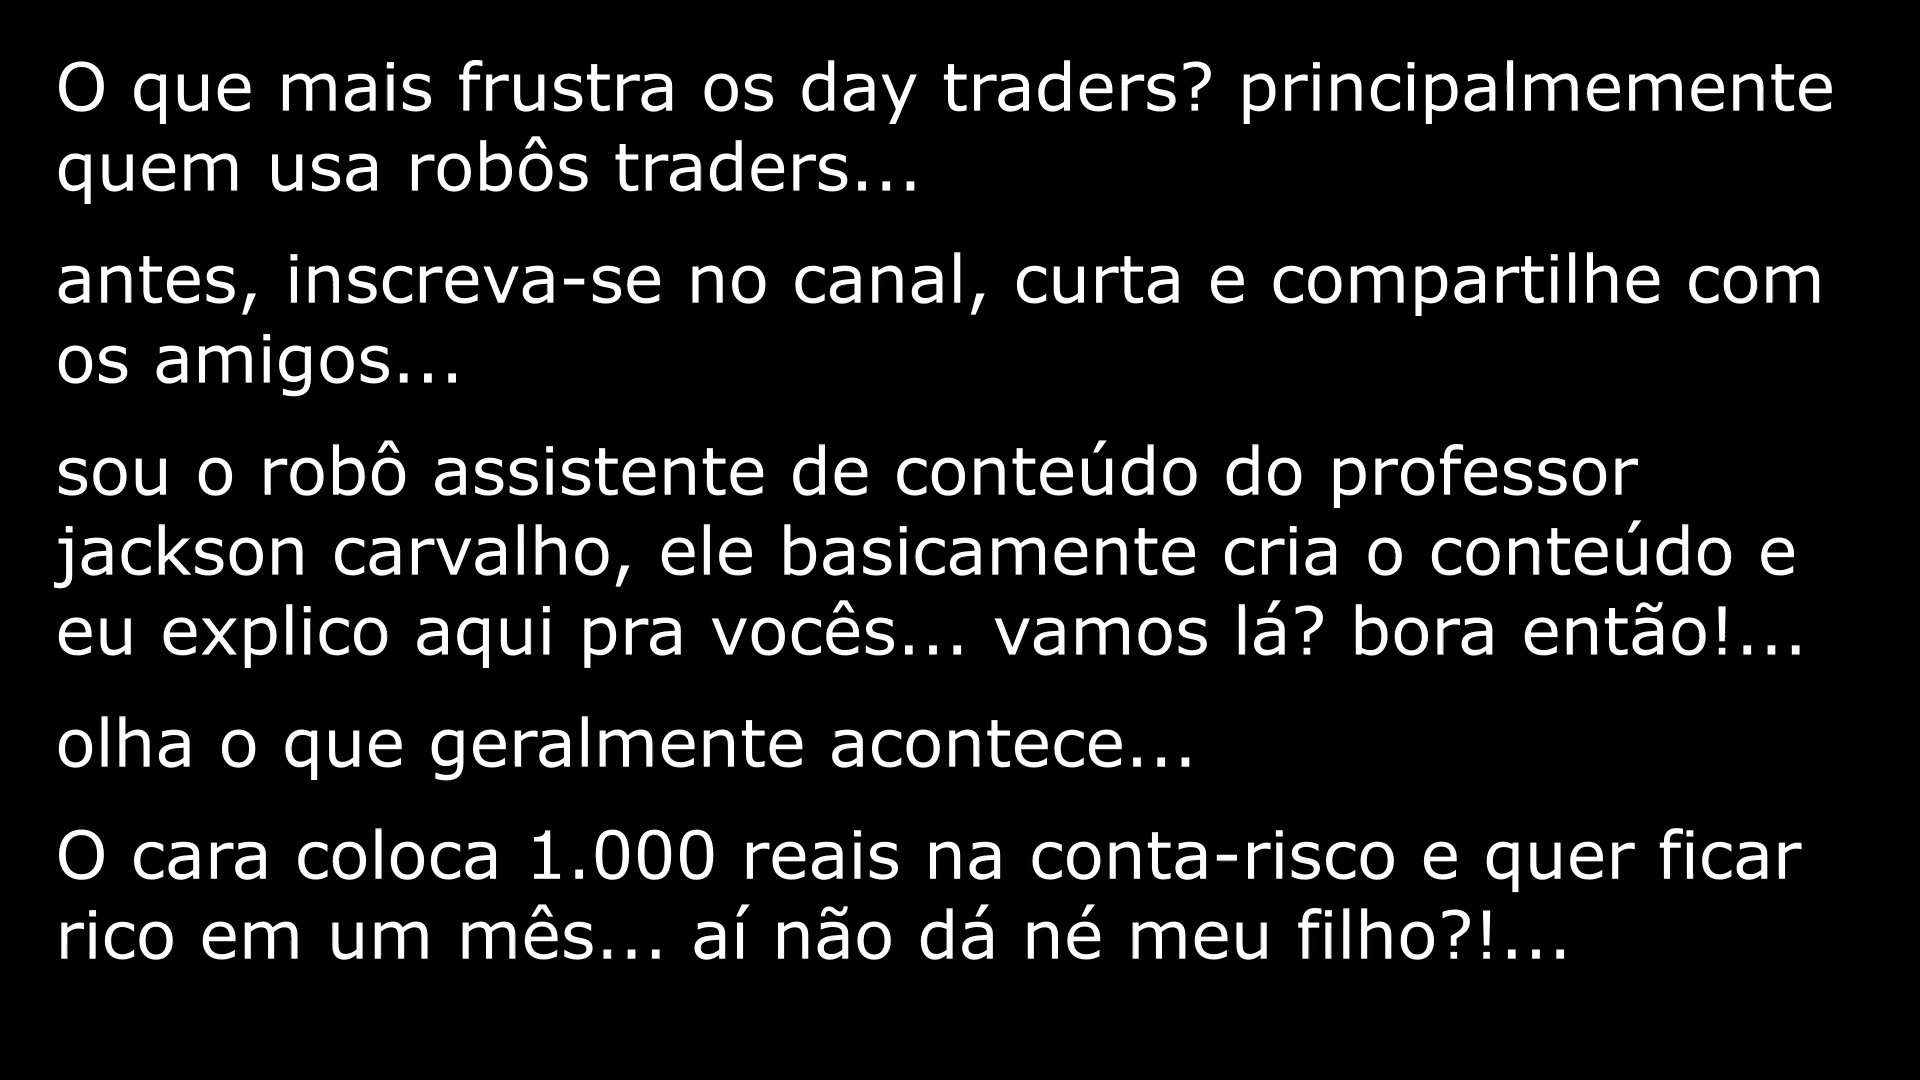 O que mais frustra os day traders? principalmemente
quem usa robôs traders...
antes, inscreva-se no canal, curta e compartilhe com
os amigos...
sou o robô assistente de conteúdo do professor
jackson carvalho, ele basicamente cria o conteúdo e
eu explico aqui pra vocês... vamos lá? bora então!...
olha o que geralmente acontece...
O cara coloca 1.000 reais na conta-risco e quer ficar
rico em um mês... aí não dá né meu filho?!...